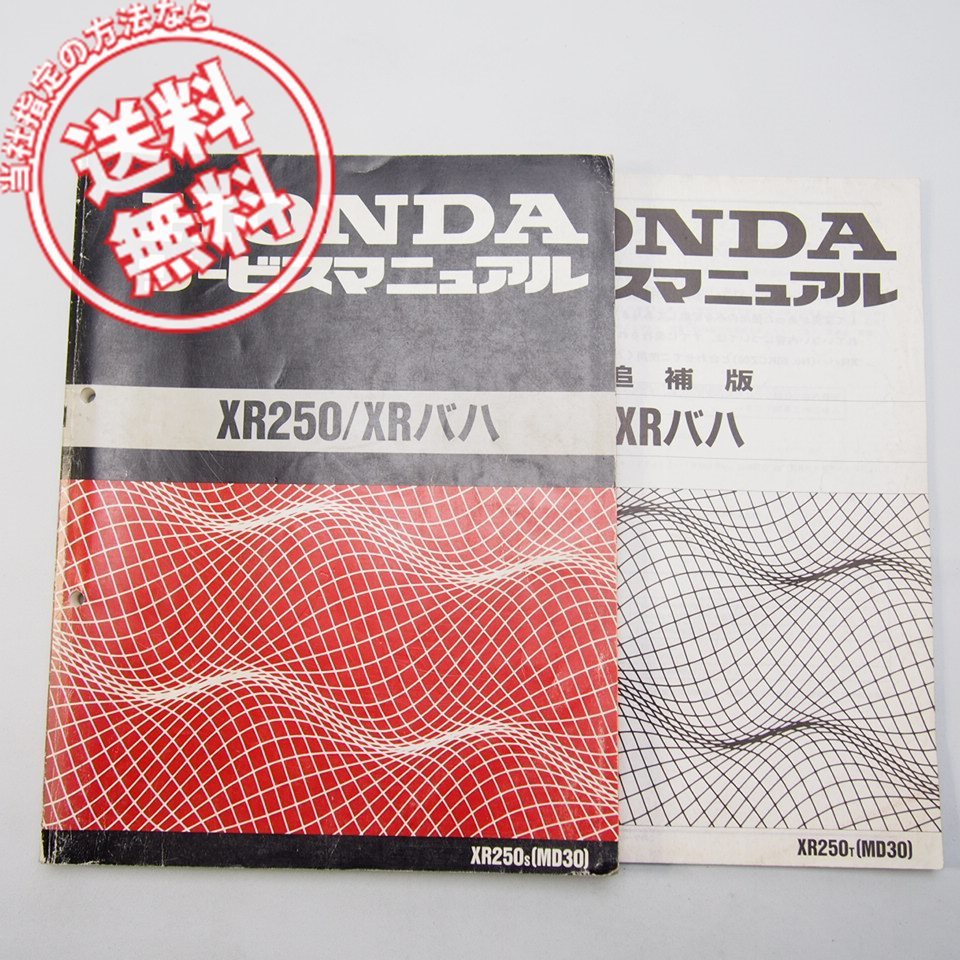 当社指定の方法なら
送料
無料
HONDA
サービスマニュアル
XR250/XRバハ
XR250s(MD30)
ONDA
スマニュアル
追補版
XRバハ
XR250T(MD30)